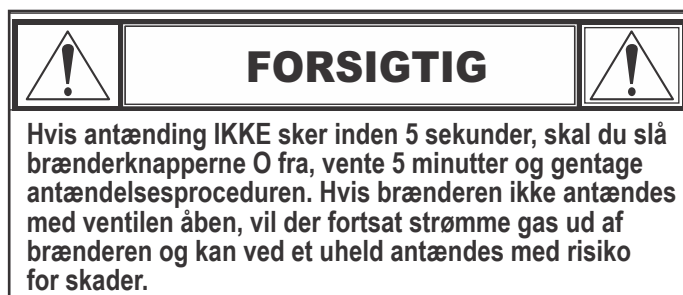 FORSIGTIG
Hvis antænding IKKE sker inden 5 sekunder, skal du slå
brænderknapperne O fra, vente 5 minutter og gentage
antændelsesproceduren. Hvis brænderen ikke antændes
med ventilen åben, vil der fortsat strømme gas ud af
brænderen og kan ved et uheld antændes med risiko
for skader.